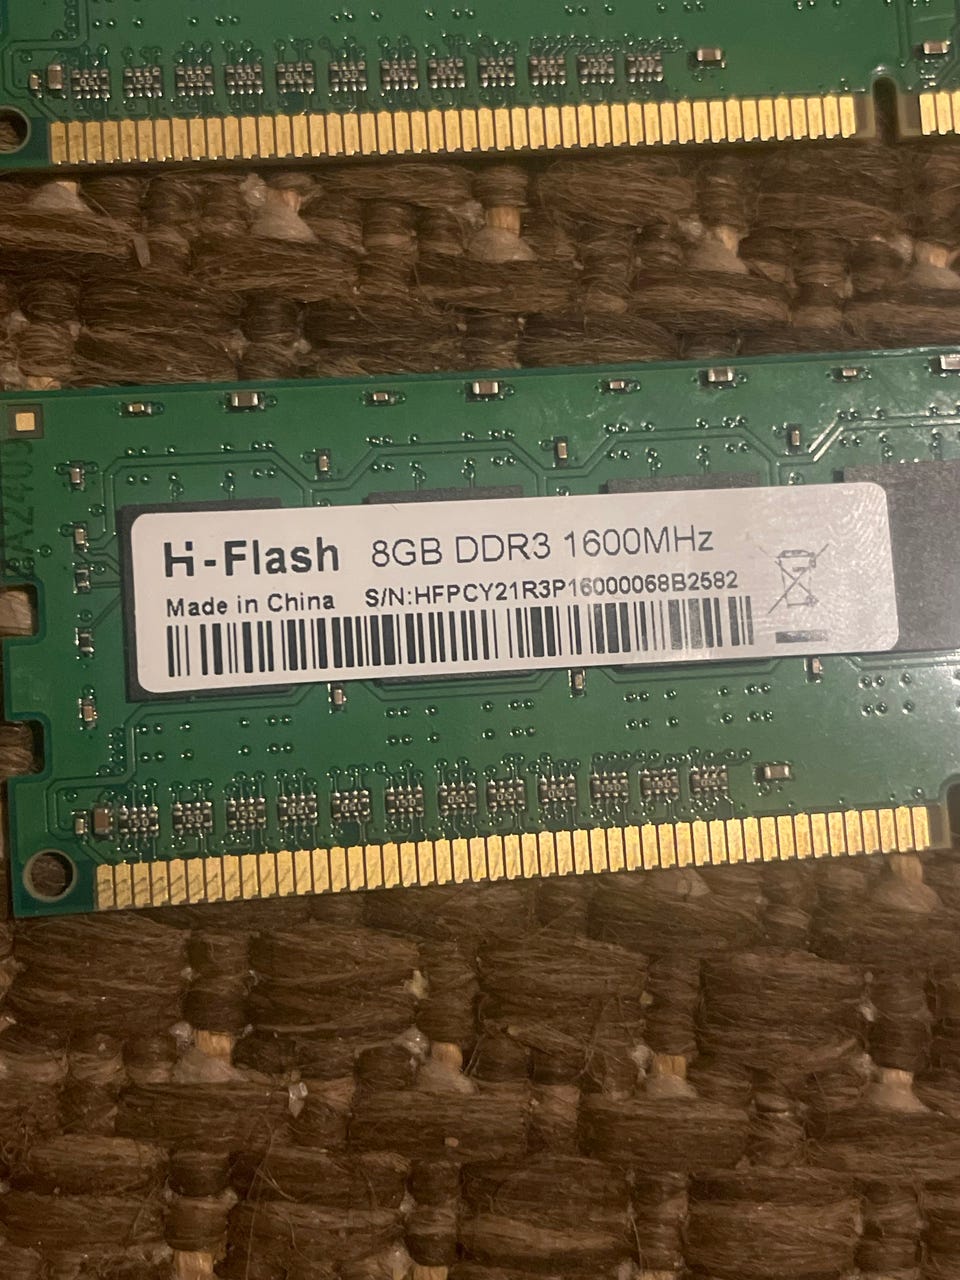 H-Flash 8GB DDR3 1600MHz
Made in China S/N:HFPCY21R3P16000068B2582